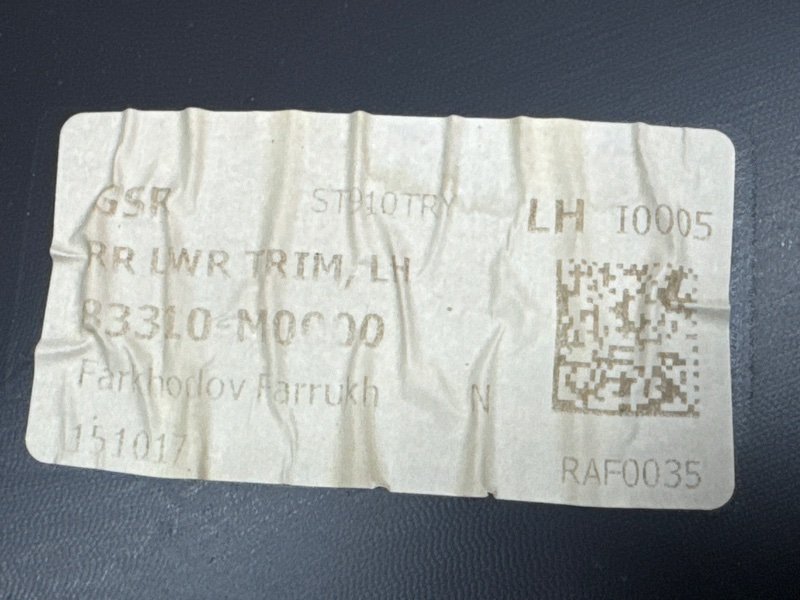 GSR ST910TRY LH I0005
RR LWR TRIM, LH
83310-M0000
Farkhodov Farrukh N
151017
RAF0035